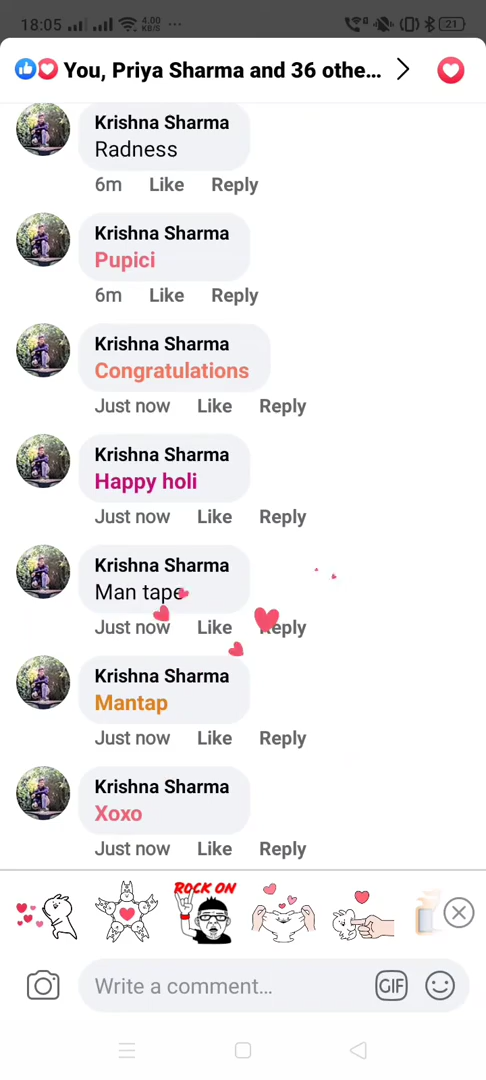 18:05 4.00 KB/S ... 21
You, Priya Sharma and 36 othe...
Krishna Sharma
Radness
6m Like Reply
Krishna Sharma
Pupici
6m Like Reply
Krishna Sharma
Congratulations
Just now Like Reply
Krishna Sharma
Happy holi
Just now Like Reply
Krishna Sharma
Man tape
Just now Like Reply
Krishna Sharma
Mantap
Just now Like Reply
Krishna Sharma
Xoxo
Just now Like Reply
ROCK ON
Write a comment... GIF